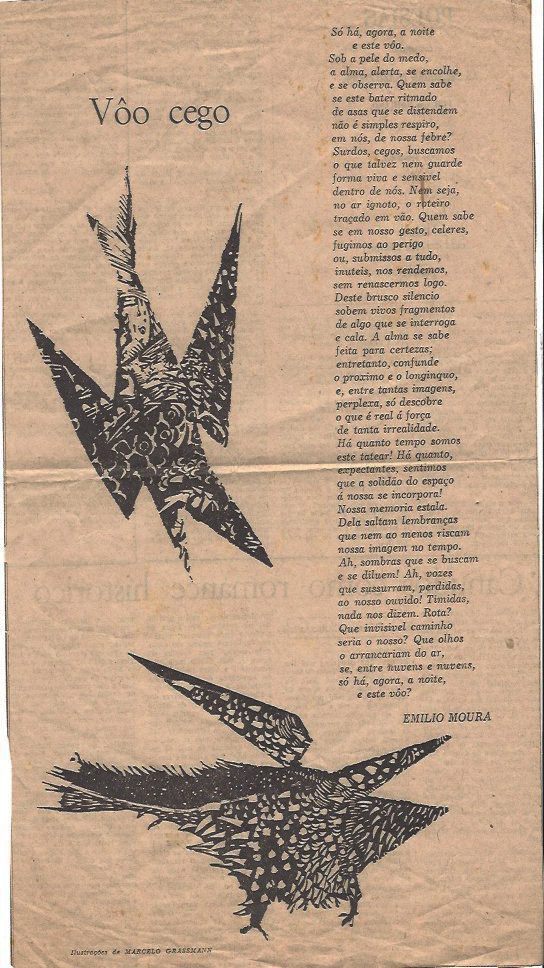 Vôo cego
Só há, agora, a noite
e este vôo.
Sob a pele do medo,
a alma, alerta, se encolhe,
e se observa. Quem sabe
se este bater ritmado
de asas que se distendem
não é simples respiro,
em nós, de nossa febre?
Surdos, cegos, buscamos
o que talvez nem guarde
forma viva e sensivel
dentro de nós. Nem seja,
no ar ignoto, o roteiro
traçado em vão. Quem sabe
se em nosso gesto, celeres,
fugimos ao perigo
ou, submissos a tudo,
inuteis, nos rendemos,
sem renascermos logo.
Deste brusco silencio
sobem vivos fragmentos
de algo que se interroga
e cala. A alma se sabe
feita para certezas;
entretanto, confunde
o proximo e o longinquo,
e, entre tantas imagens,
perplexa, só descobre
o que é real á força
de tanta irrealidade.
Há quanto tempo somos
este tatear! Há quanto,
expectantes, sentimos
que a solidão do espaço
á nossa se incorpora!
Nossa memoria estala.
Dela saltam lembranças
que nem ao menos riscam
nossa imagem no tempo.
Ah, sombras que se buscam
e se diluem! Ah, vozes
que sussurram, perdidas,
ao nosso ouvido! Timidas,
nada nos dizem. Rota?
Que invisivel caminho
seria o nosso? Que olhos
o arrancariam do ar,
se, entre nuvens e nuvens,
só há, agora, a noite,
e este vôo?
EMILIO MOURA
Ilustrações de MARCELO GRASSMANN